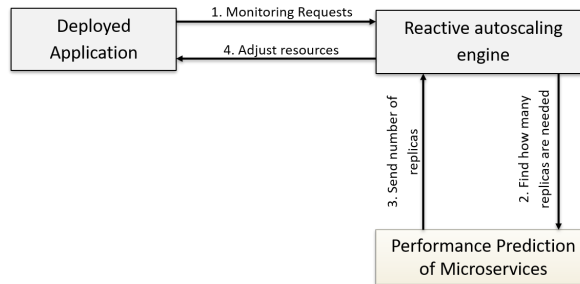 Deployed
Application
1. Monitoring Requests
4. Adjust resources
Reactive autoscaling
engine
3. Send number of
replicas
2. Find how many
replicas are needed
Performance Prediction
of Microservices